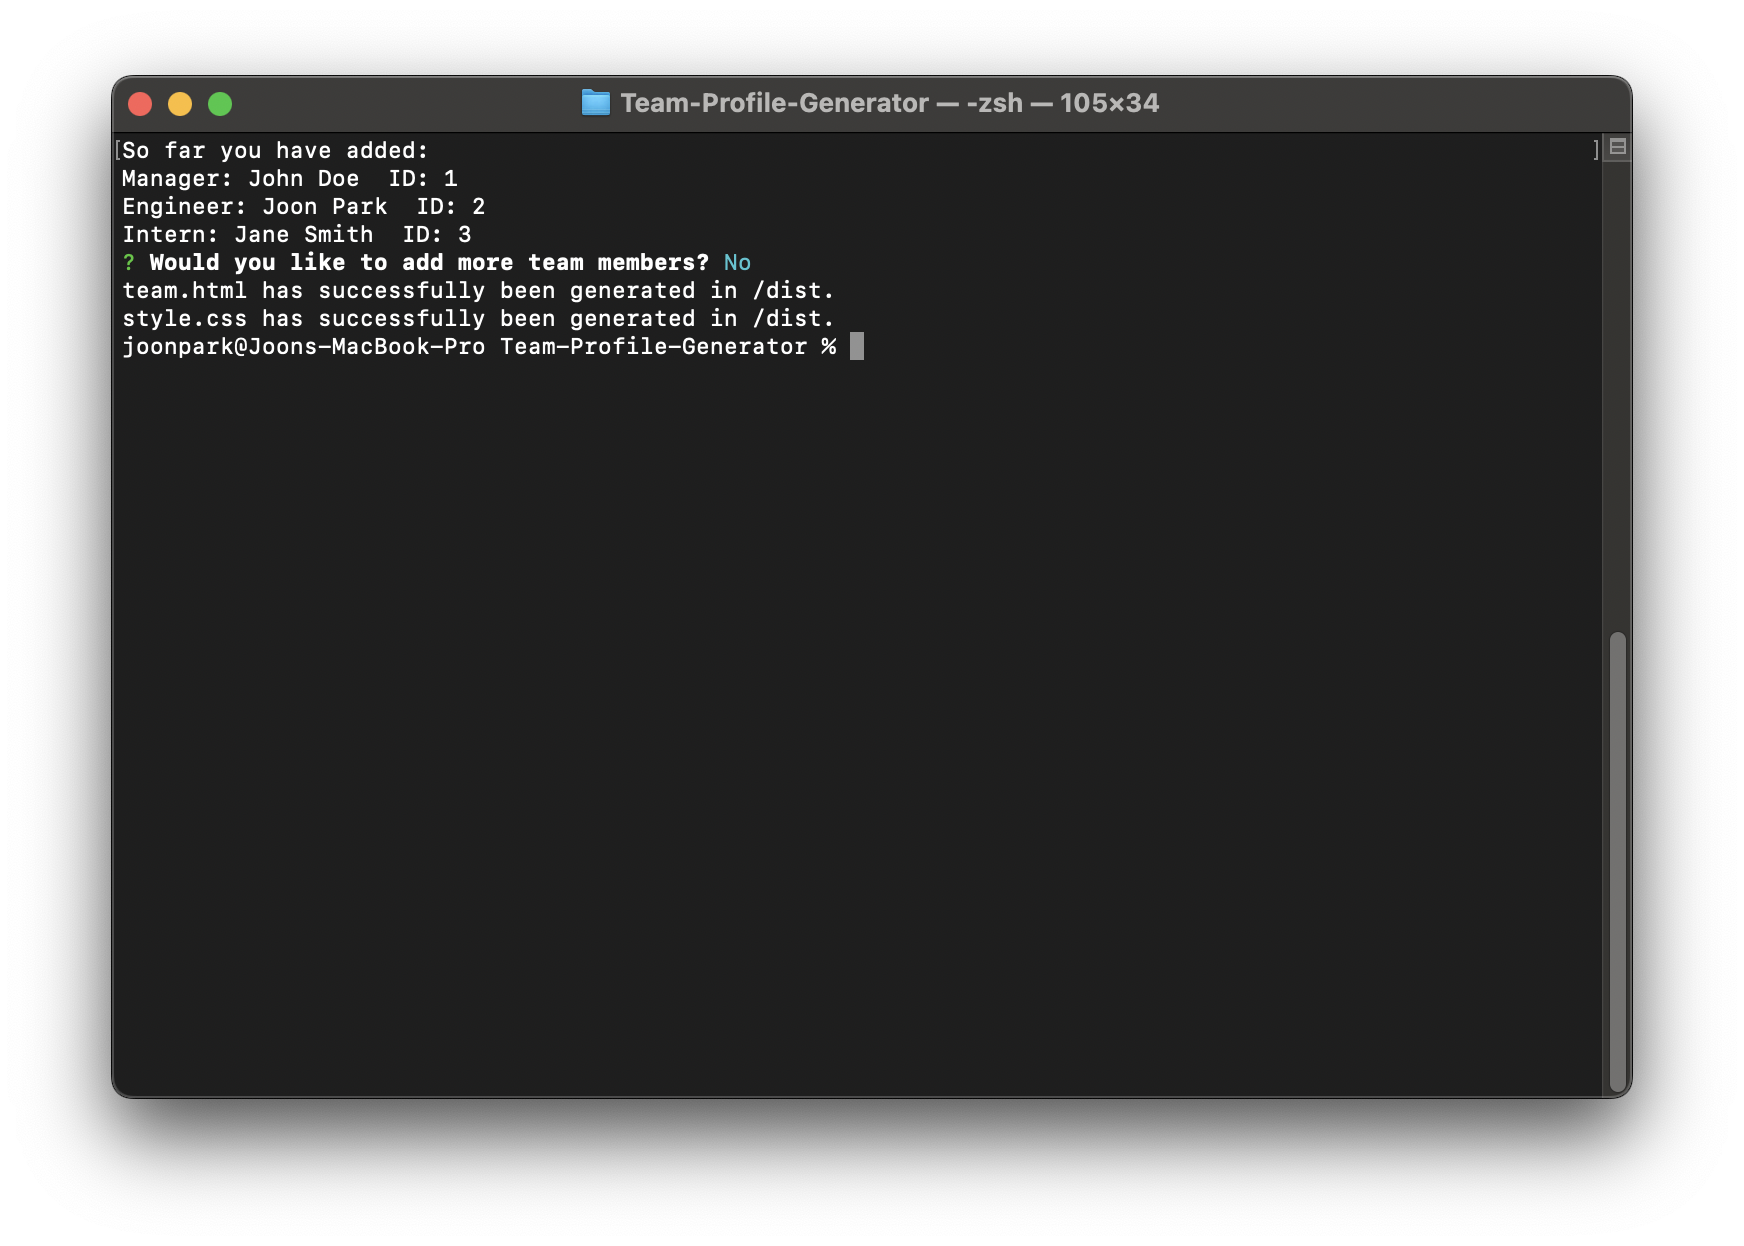 Team-Profile-Generator — -zsh — 105×34
[So far you have added: ]
Manager: John Doe  ID: 1
Engineer: Joon Park  ID: 2
Intern: Jane Smith  ID: 3
? Would you like to add more team members? No
team.html has successfully been generated in /dist.
style.css has successfully been generated in /dist.
joonpark@Joons-MacBook-Pro Team-Profile-Generator %